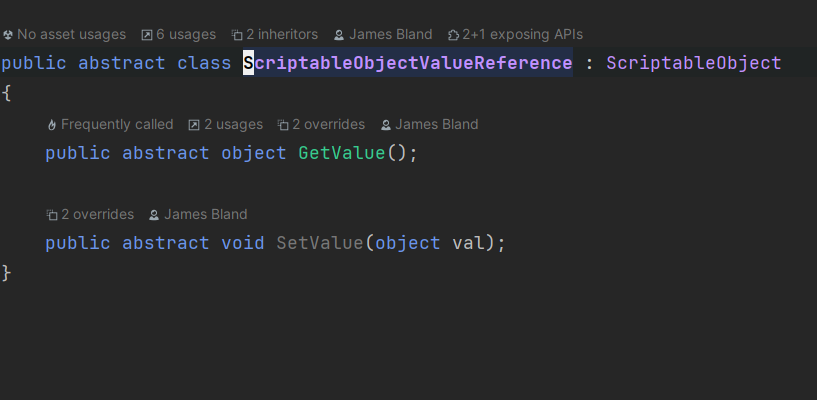 No asset usages 6 usages 2 inheritors James Bland 2+1 exposing APIs
public abstract class ScriptableObjectValueReference : ScriptableObject
{
Frequently called 2 usages 2 overrides James Bland
public abstract object GetValue();
2 overrides James Bland
public abstract void SetValue(object val);
}